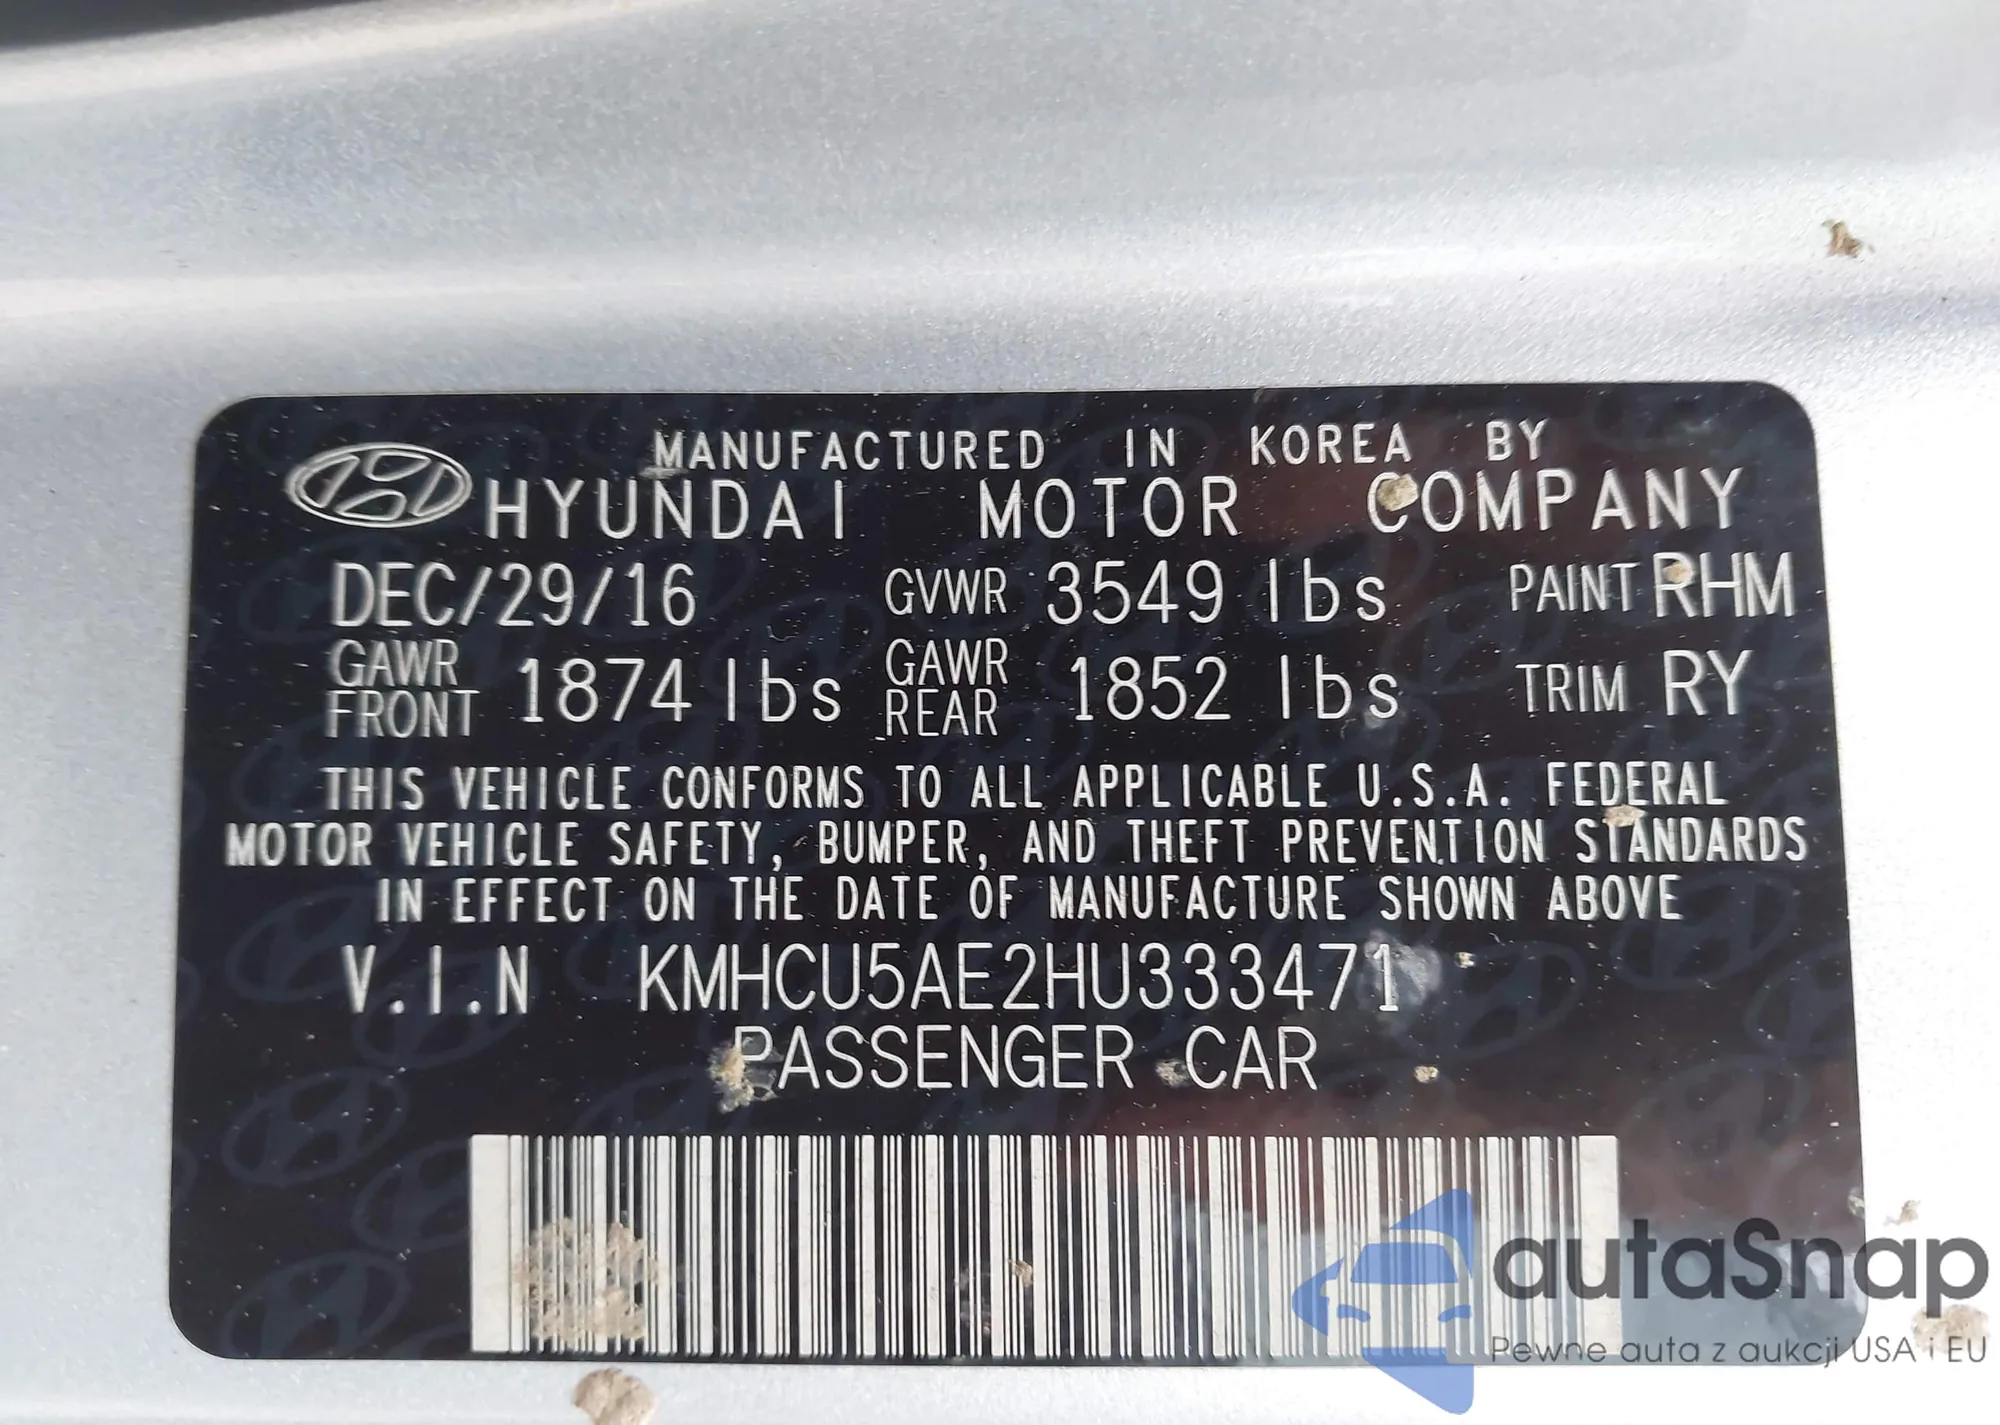 MANUFACTURED IN KOREA BY
HYUNDAI MOTOR COMPANY
DEC/29/16 GVWR 3549 lbs PAINT RHM
GAWR FRONT 1874 lbs GAWR REAR 1852 lbs TRIM RY
THIS VEHICLE CONFORMS TO ALL APPLICABLE U.S.A. FEDERAL
MOTOR VEHICLE SAFETY, BUMPER, AND THEFT PREVENTION STANDARDS
IN EFFECT ON THE DATE OF MANUFACTURE SHOWN ABOVE
V.I.N KMHCU5AE2HU333471
PASSENGER CAR
autaSnap
Pewne auta z aukcji USA i EU